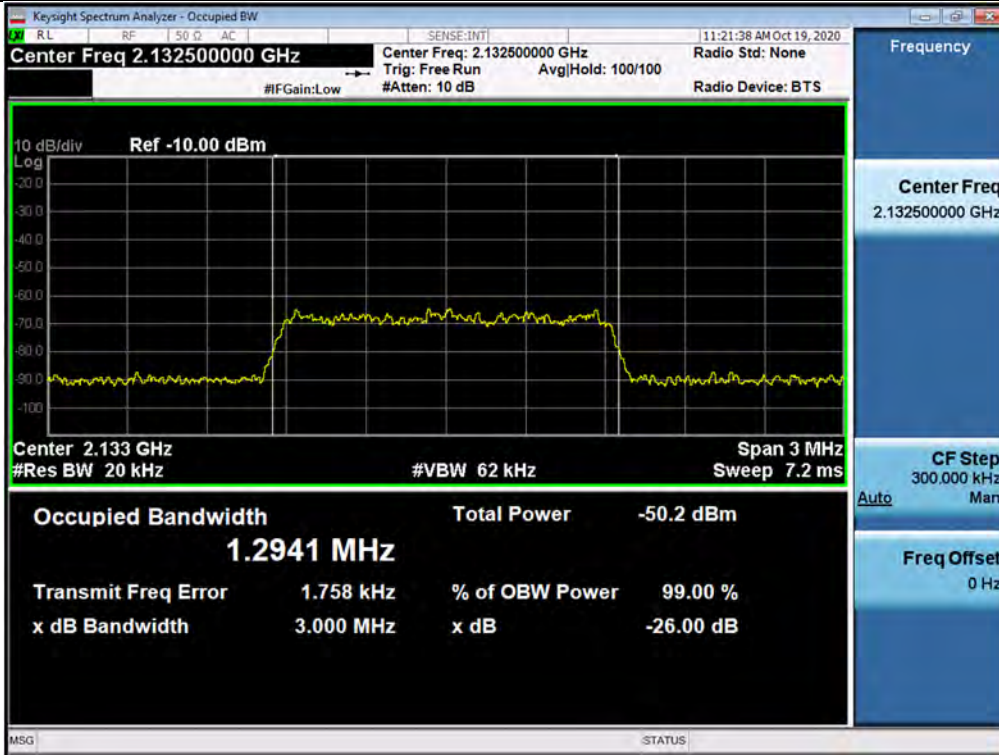 Keysight Spectrum Analyzer - Occupied BW
RL RF 50 Ω AC SENSE:INT 11:21:38 AM Oct 19, 2020
Center Freq 2.132500000 GHz
Center Freq: 2.132500000 GHz
Radio Std: None
Trig: Free Run
Avg|Hold: 100/100
#IFGain:Low
#Atten: 10 dB
Radio Device: BTS
10 dB/div Ref -10.00 dBm
Log
-20.0
-30.0
-40.0
-50.0
-60.0
-70.0
-80.0
-90.0
-100
Center 2.133 GHz
Span 3 MHz
#Res BW 20 kHz
#VBW 62 kHz
Sweep 7.2 ms
Occupied Bandwidth
Total Power -50.2 dBm
1.2941 MHz
Transmit Freq Error 1.758 kHz
% of OBW Power 99.00 %
x dB Bandwidth 3.000 MHz
x dB -26.00 dB
Frequency
Center Freq
2.132500000 GHz
CF Step
300.000 kHz
Auto Man
Freq Offset
0 Hz
MSG STATUS